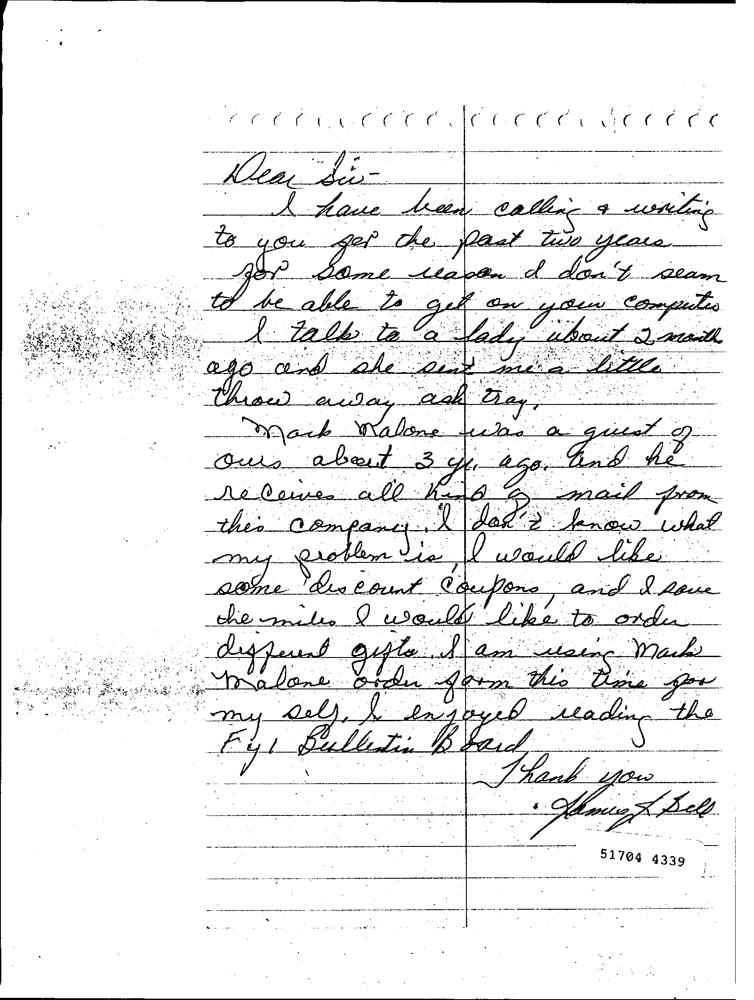 Dear Sir-
I have been calling & writing
to you for the past two years
for some reason I don't seam
to be able to get on your computer
I talk to a lady about 2 month
ago and she sent me a little
throw away ash tray.
Mark Malone was a guest of
ours about 3 yr. ago. And he
receives all kind of mail from
this company. I don't know what
my problem is, I would like
some discount coupons, and I save
the miles I would like to order
different gifts. I am using Mark
Malone order form this time for
my self. I enjoyed reading the
Fy1 Bulletin Board
Thank you
James L Bell
51704 4339